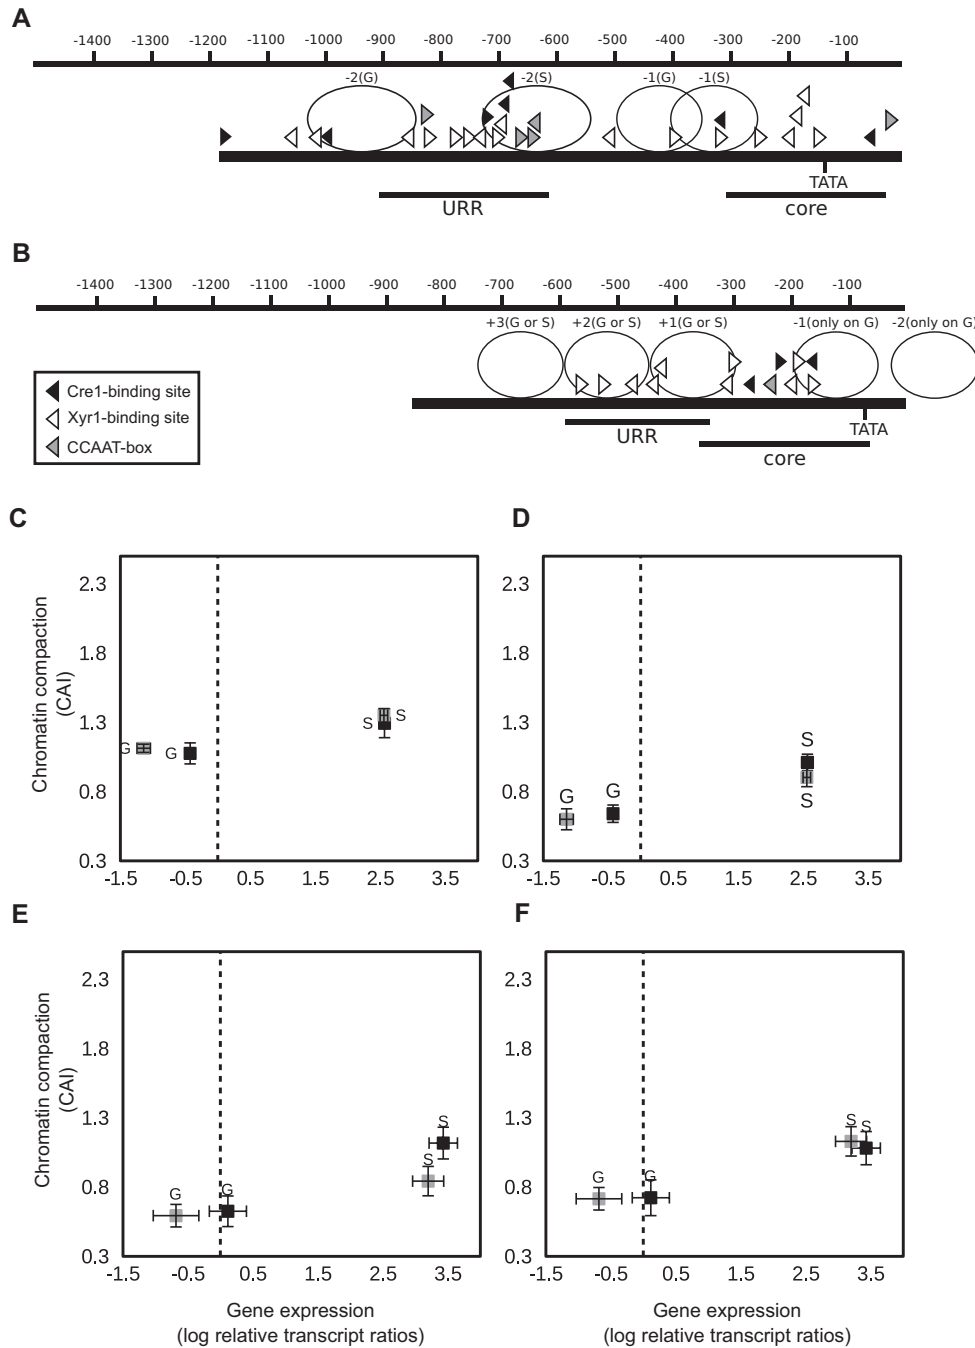 A
-1400 -1300 -1200 -1100 -1000 -900 -800 -700 -600 -500 -400 -300 -200 -100
-2(G) -2(S) -1(G) -1(S)
TATA
URR core
B
-1400 -1300 -1200 -1100 -1000 -900 -800 -700 -600 -500 -400 -300 -200 -100
+3(G or S) +2(G or S) +1(G or S) -1(only on G) -2(only on G)
Cre1-binding site
Xyr1-binding site
CCAAT-box
TATA
URR
core
C
Chromatin compaction
(CAI)
2.3
1.8
1.3
0.8
0.3
G G S S
-1.5 -0.5 0.5 1.5 2.5 3.5
D
2.3
1.8
1.3
0.8
0.3
G G S
S
-1.5 -0.5 0.5 1.5 2.5 3.5
E
Chromatin compaction
(CAI)
2.3
1.8
1.3
0.8
0.3
G G S S
-1.5 -0.5 0.5 1.5 2.5 3.5
Gene expression
(log relative transcript ratios)
F
2.3
1.8
1.3
0.8
0.3
G G S S
-1.5 -0.5 0.5 1.5 2.5 3.5
Gene expression
(log relative transcript ratios)